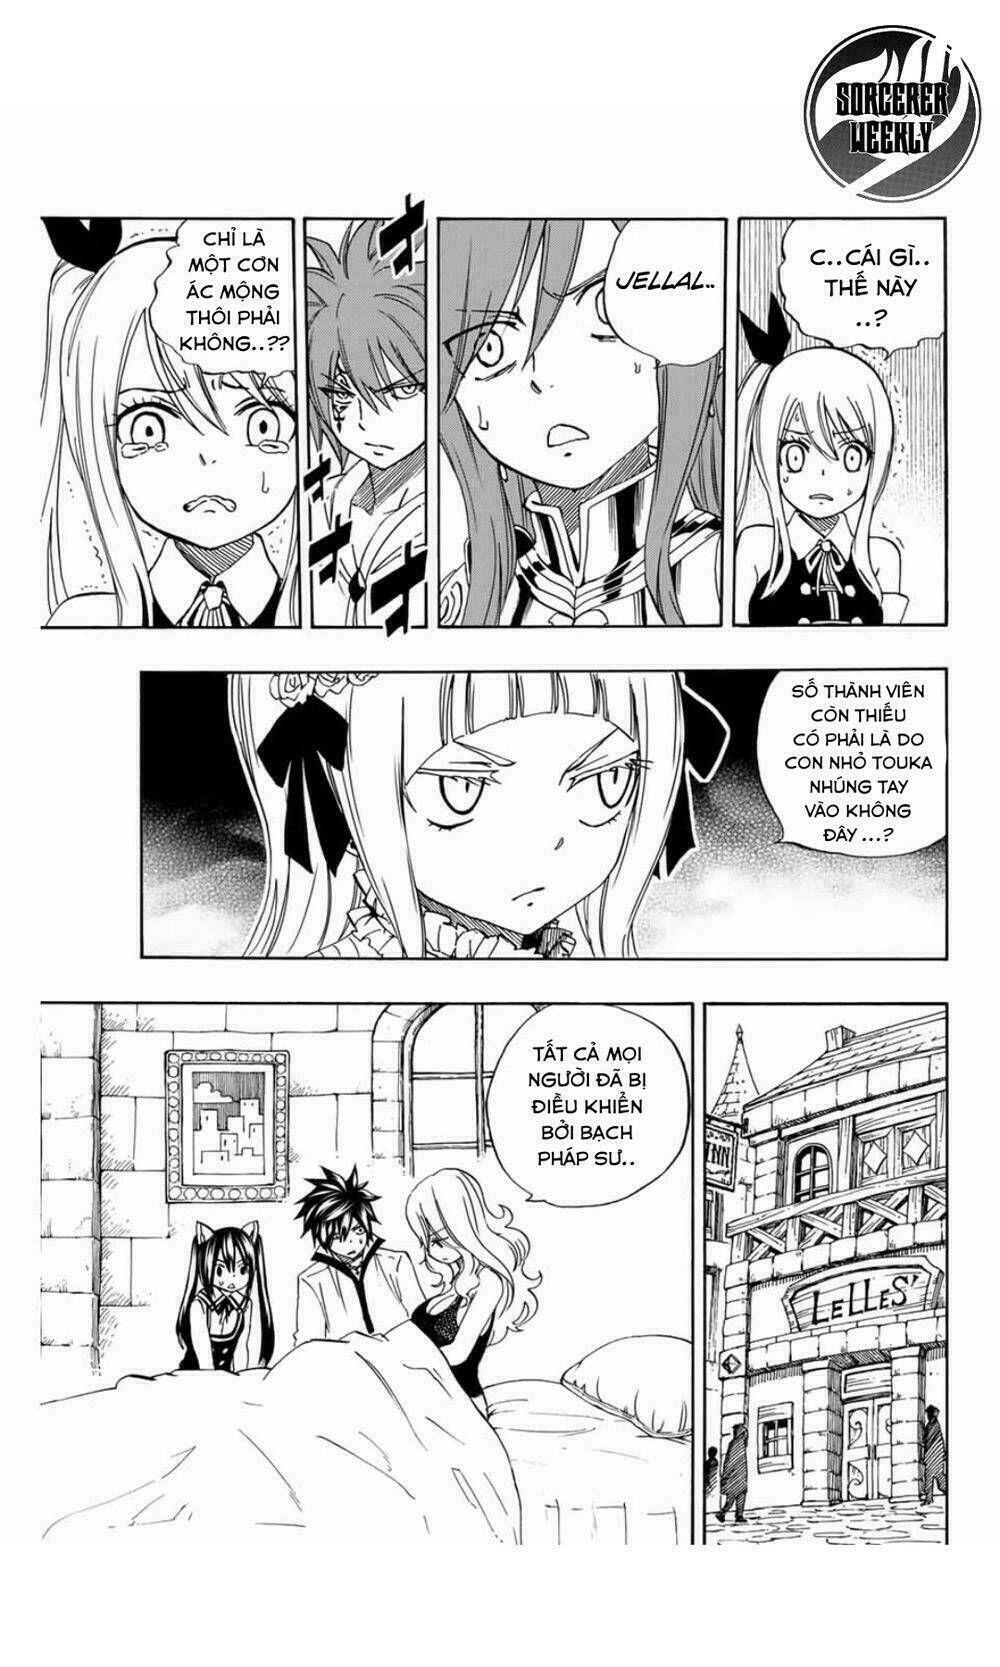 SORCERER
WEEKLY
C..CÁI GÌ..
THẾ NÀY
..?
JELLAL..
CHỈ LÀ
MỘT CƠN
ÁC MỘNG
THÔI PHẢI
KHÔNG..??
SỐ THÀNH VIÊN
CÒN THIẾU
CÓ PHẢI LÀ DO
CON NHỎ TOUKA
NHÚNG TAY
VÀO KHÔNG
ĐÂY ...?
LELLES'
TẤT CẢ MỌI
NGƯỜI ĐÃ BỊ
ĐIỀU KHIỂN
BỞI BẠCH
PHÁP SƯ..